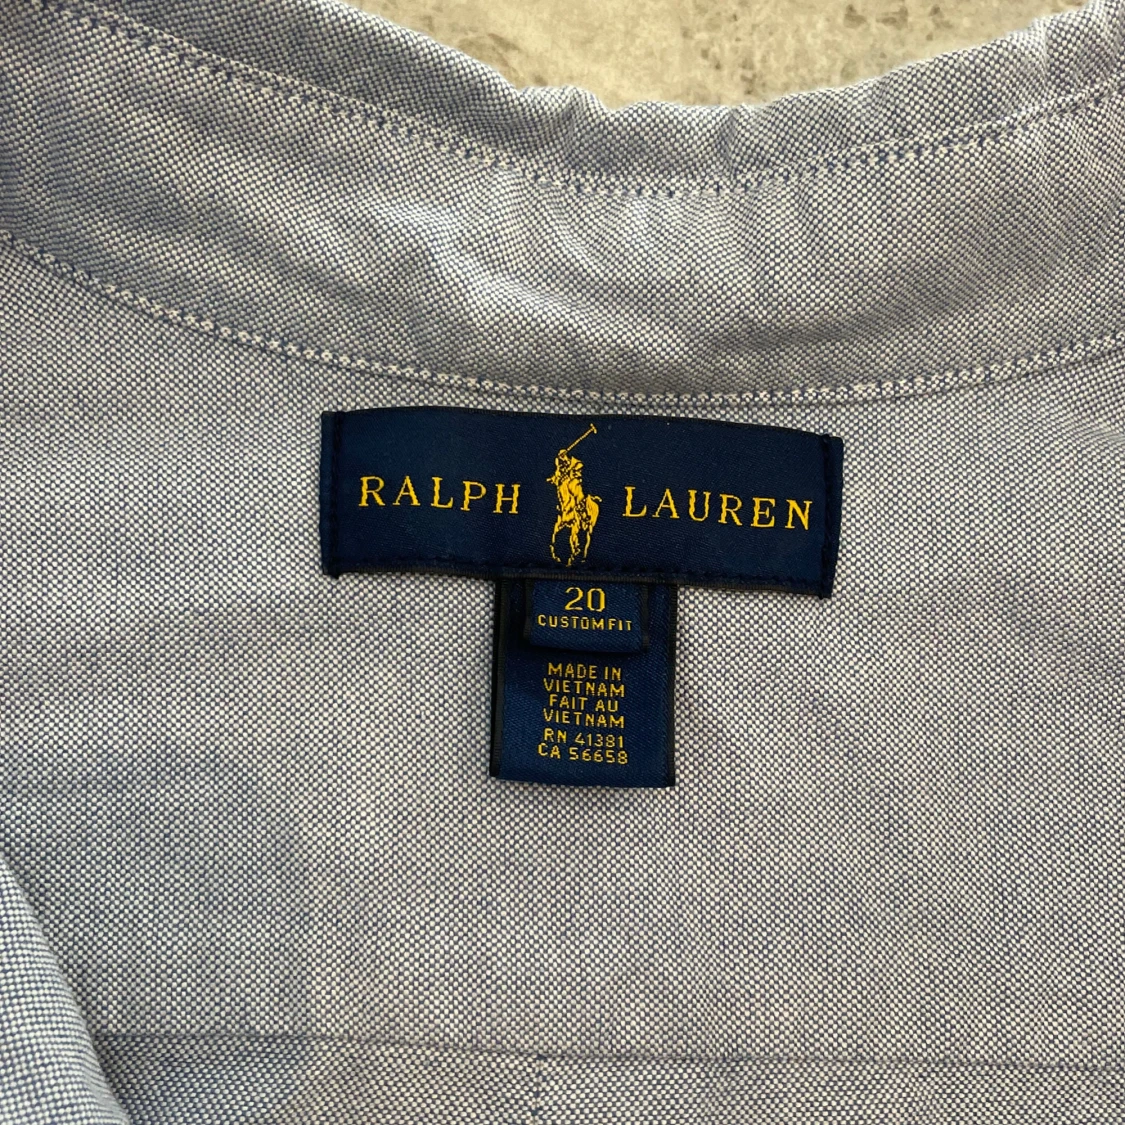 RALPH LAUREN
20
CUSTOM FIT
MADE IN
VIETNAM
FAIT AU
VIETNAM
RN 41381
CA 56658